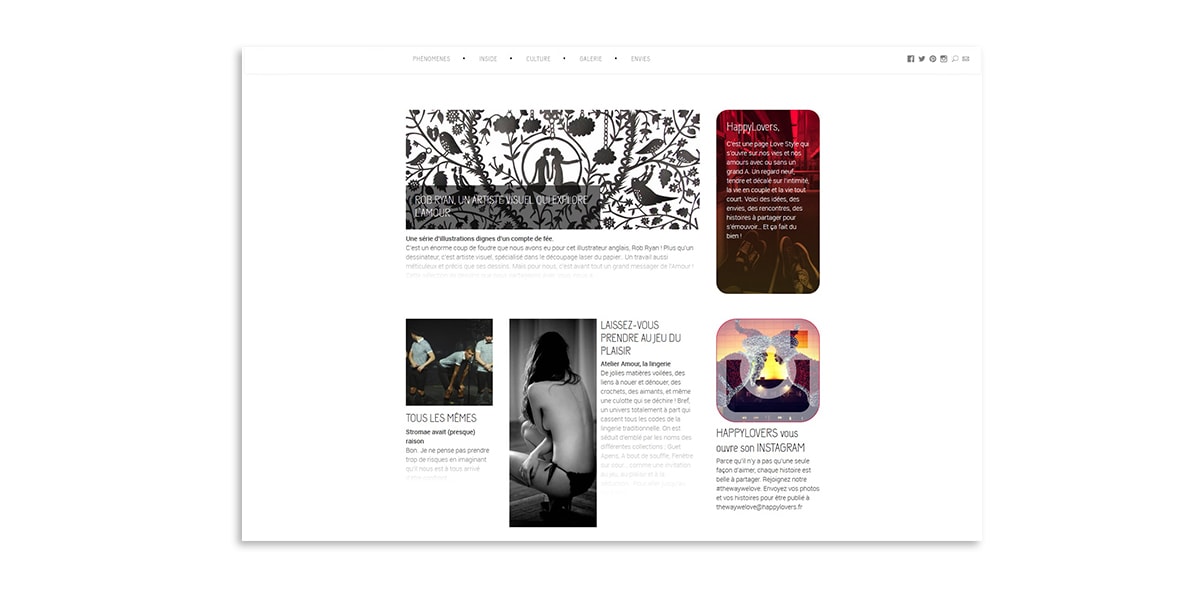 PHENOMENES • INSIDE • CULTURE • GALERIE • ENVIES
ROB RYAN, UN ARTISTE VISUEL QUI EXPLORE
L'AMOUR
Une série d'illustrations dignes d'un compte de fée.
C'est un énorme coup de foudre que nous avons eu pour cet illustrateur anglais, Rob Ryan ! Plus qu'un
dessinateur, c'est artiste visuel, spécialisé dans le découpage laser du papier . Un travail aussi
méticuleux et précis que ses dessins. Mais pour nous, c'est avant tout un grand messager de l'Amour !
HappyLovers,
C'est une page Love Style qui
s'ouvre sur nos vies et nos
amours avec ou sans un
grand A. Un regard neuf,
tendre et décalé sur l'intimité,
la vie en couple et la vie tout
court. Voici des idées, des
envies, des rencontres, des
histoires à partager pour
s'émouvoir... Et ça fait du
bien !
TOUS LES MÊMES
Stromae avait (presque)
raison
Bon. Je ne pense pas prendre
trop de risques en imaginant
qu'il nous est à tous arrivé
LAISSEZ-VOUS
PRENDRE AU JEU DU
PLAISIR
Atelier Amour, la lingerie
De jolies matières voilées, des
liens à nouer et dénouer, des
crochets, des aimants, et même
une culotte qui se déchire ! Bref,
un univers totalement à part qui
cassent tous les codes de la
lingerie traditionnelle. On est
séduit d'emblé par les noms des
différentes collections : Guet
Apens, A bout de souffle, Fenêtre
sur cour... comme une invitation
au jeu, au plaisir et à la
HAPPYLOVERS vous
ouvre son INSTAGRAM
Parce qu'il n'y a pas qu'une seule
façon d'aimer, chaque histoire est
belle à partager. Rejoignez notre
#thewaywelove. Envoyez vos photos
et vos histoires pour être publié à
thewaywelove@happylovers.fr